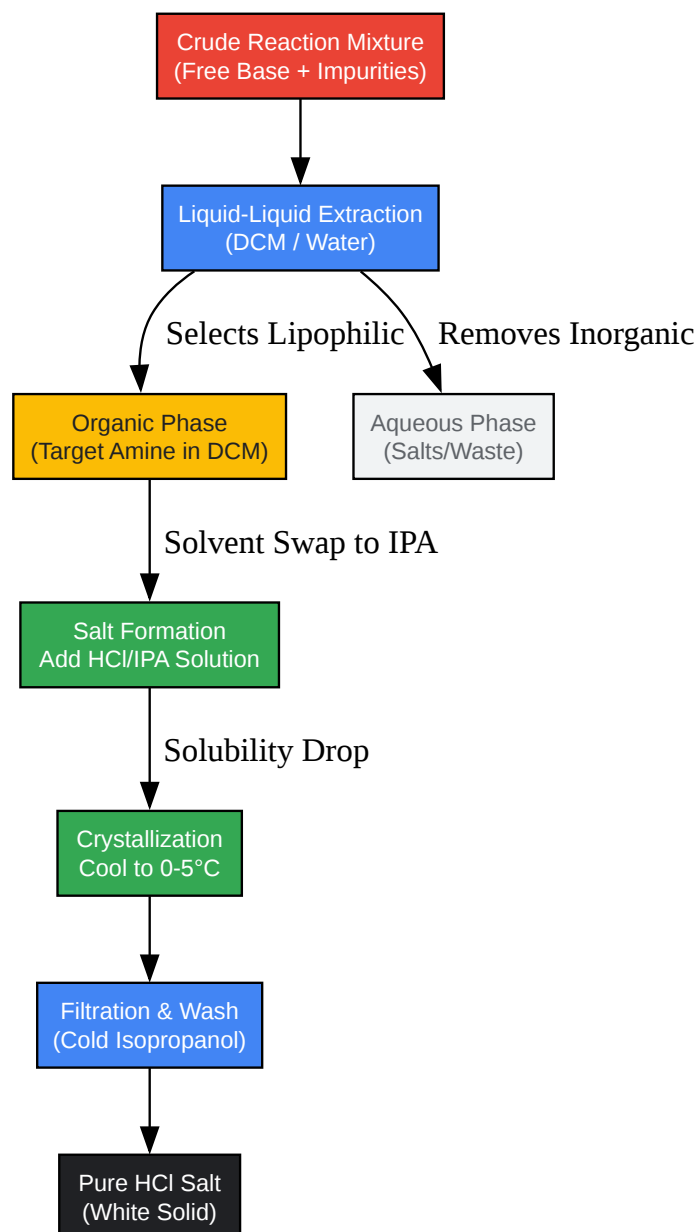 Crude Reaction Mixture
(Free Base + Impurities)
Liquid-Liquid Extraction
(DCM / Water)
Selects Lipophilic
Removes Inorganic
Organic Phase
(Target Amine in DCM)
Aqueous Phase
(Salts/Waste)
Solvent Swap to IPA
Salt Formation
Add HCl/IPA Solution
Solubility Drop
Crystallization
Cool to 0-5°C
Filtration & Wash
(Cold Isopropanol)
Pure HCl Salt
(White Solid)